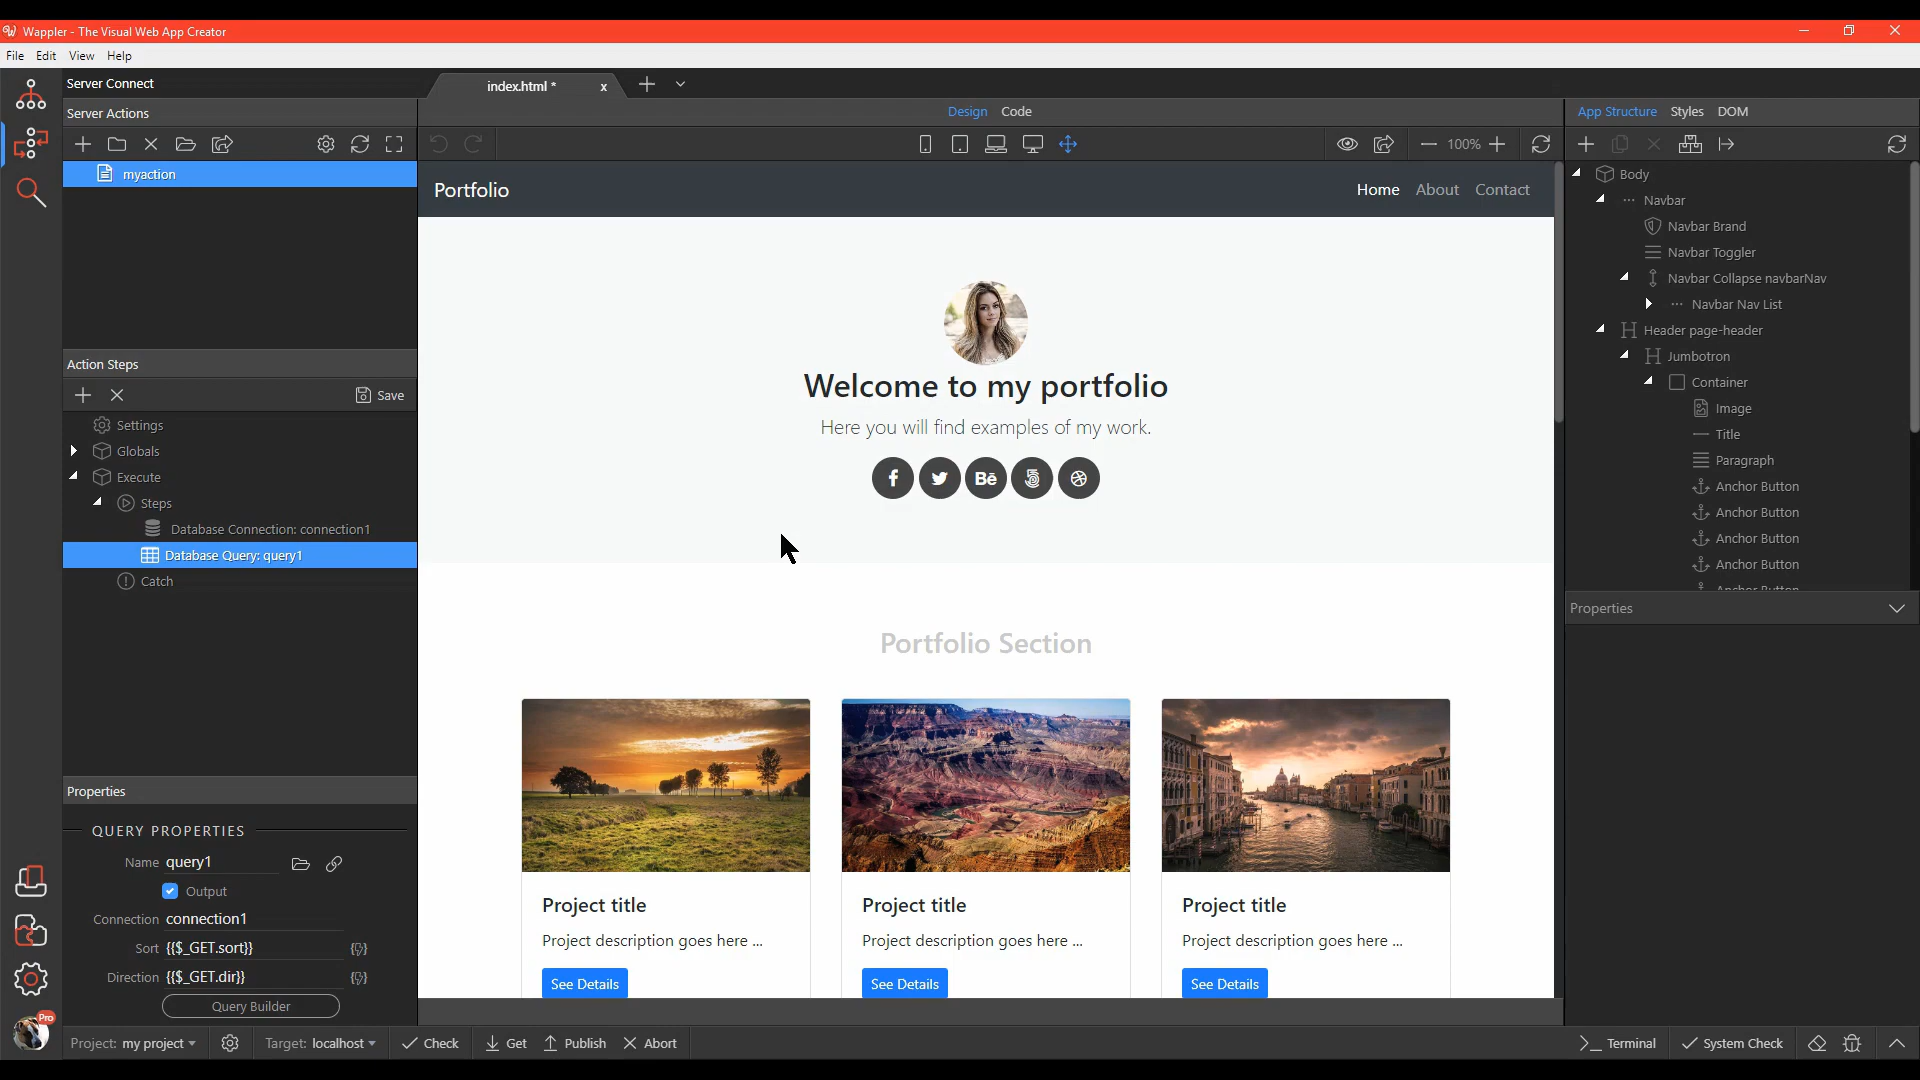 Wappler - The Visual Web App Creator
File Edit View Help
Server Connect
index.html * x
Server Actions
Design Code
App Structure Styles DOM
100%
myaction
Portfolio
Home About Contact
Body
Navbar
Navbar Brand
Navbar Toggler
Navbar Collapse navbarNav
Navbar Nav List
Header page-header
Jumbotron
Container
Image
Title
Paragraph
Anchor Button
Anchor Button
Anchor Button
Anchor Button
Anchor Button
Action Steps
Save
Settings
Globals
Execute
Steps
Database Connection: connection1
Database Query: query1
Catch
Welcome to my portfolio
Here you will find examples of my work.
Bē
5
Portfolio Section
Project title
Project description goes here ...
See Details
Project title
Project description goes here ...
See Details
Project title
Project description goes here ...
See Details
Properties
Properties
QUERY PROPERTIES
Name query1
Output
Connection connection1
Sort {{$_GET.sort}}
Direction {{$_GET.dir}}
Query Builder
Pro
Project: my project
Target: localhost
Check
Get
Publish
Abort
Terminal
System Check